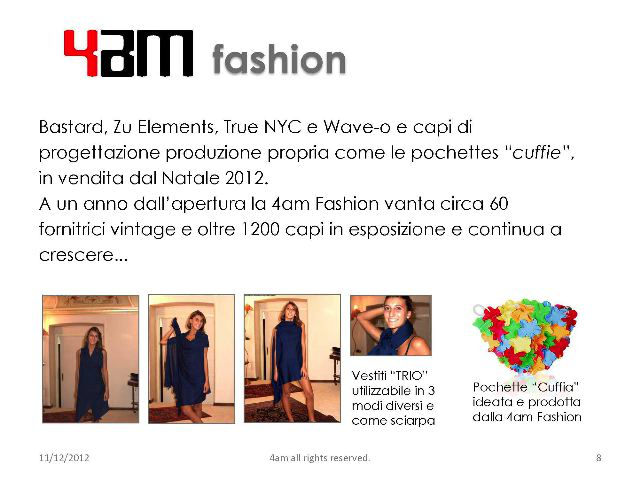 4am fashion
Bastard, Zu Elements, True NYC e Wave-o e capi di
progettazione produzione propria come le pochettes “cuffie”,
in vendita dal Natale 2012.
A un anno dall’apertura la 4am Fashion vanta circa 60
fornitrici vintage e oltre 1200 capi in esposizione e continua a
crescere...
Vestiti “TRIO”
utilizzabile in 3
modi diversi e
come sciarpa
Pochette “Cuffia”
ideata e prodotta
dalla 4am Fashion
11/12/2012
4am all rights reserved.
8